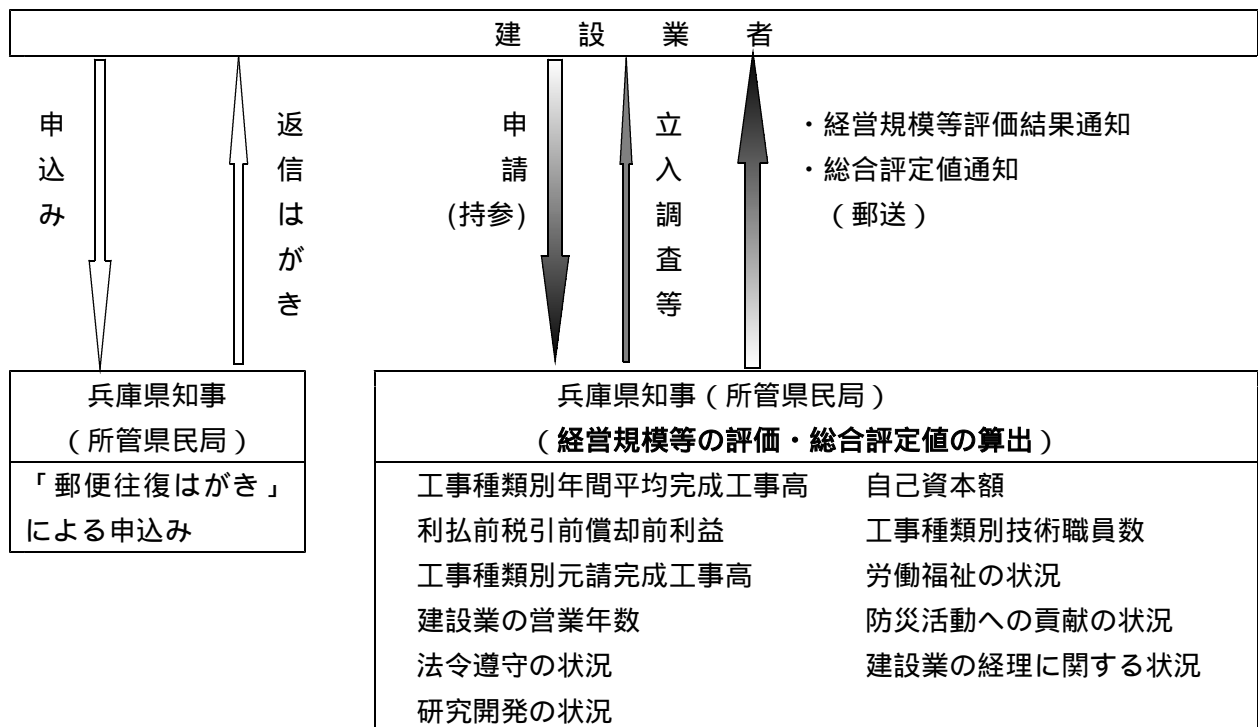 建設業者
申込み
返信はがき
申請
(持参)
立入調査等
・経営規模等評価結果通知
・総合評定値通知
（郵送）
兵庫県知事
（所管県民局）
「郵便往復はがき」
による申込み
兵庫県知事（所管県民局）
（経営規模等の評価・総合評定値の算出）
工事種類別年間平均完成工事高 自己資本額
利払前税引前償却前利益 工事種類別技術職員数
工事種類別元請完成工事高 労働福祉の状況
建設業の営業年数 防災活動への貢献の状況
法令遵守の状況 建設業の経理に関する状況
研究開発の状況